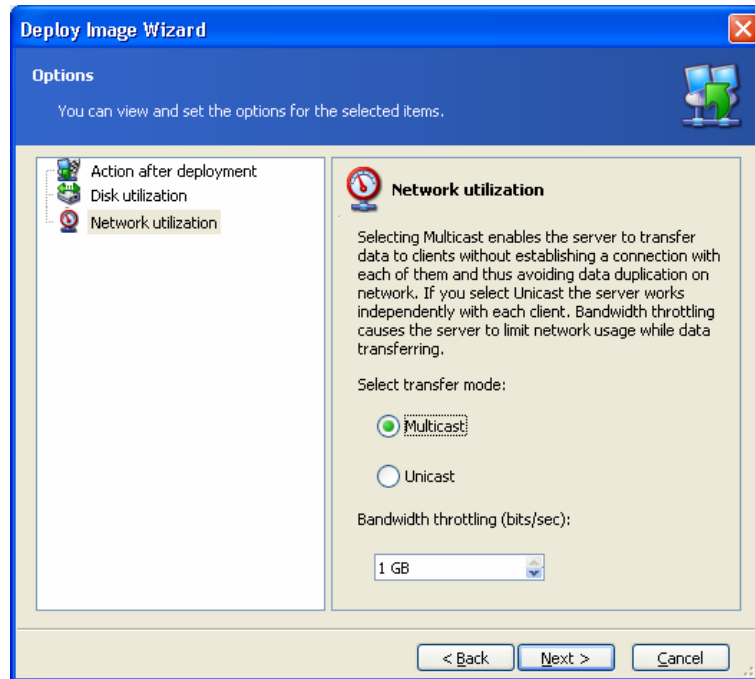 Deploy Image Wizard
Options
You can view and set the options for the selected items.
Action after deployment
Disk utilization
Network utilization
Network utilization
Selecting Multicast enables the server to transfer
data to clients without establishing a connection with
each of them and thus avoiding data duplication on
network. If you select Unicast the server works
independently with each client. Bandwidth throttling
causes the server to limit network usage while data
transferring.
Select transfer mode:
Multicast
Unicast
Bandwidth throttling (bits/sec):
1 GB
< Back Next > Cancel